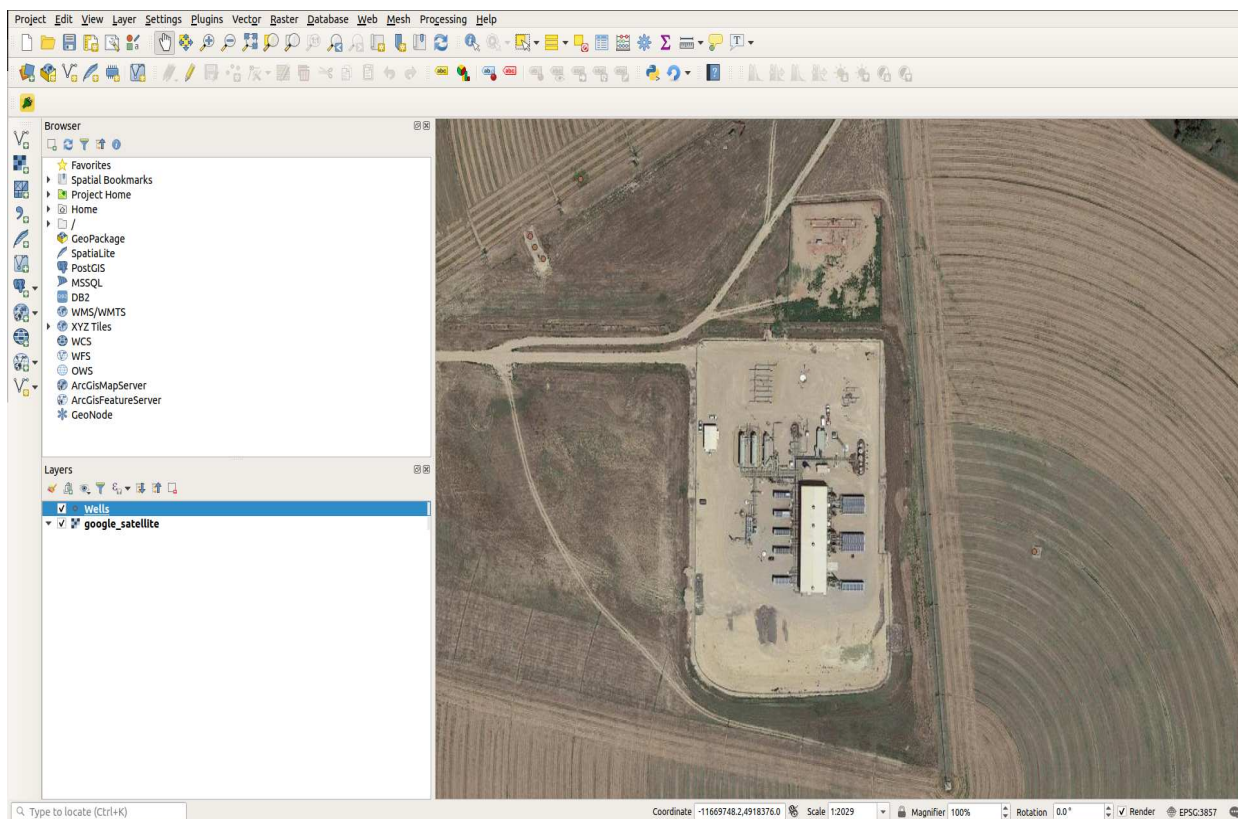 Project Edit View Layer Settings Plugins Vector Raster Database Web Mesh Processing Help
Browser
Favorites
Spatial Bookmarks
Project Home
Home
/
GeoPackage
SpatiaLite
PostGIS
MSSQL
DB2
WMS/WMTS
XYZ Tiles
WCS
WFS
OWS
ArcGisMapServer
ArcGisFeatureServer
GeoNode
Layers
Wells
google_satellite
Type to locate (Ctrl+K) Coordinate -11669748.2,4918376.0 Scale 1:2029 Magnifier 100% Rotation 0.0 ° Render EPSG:3857